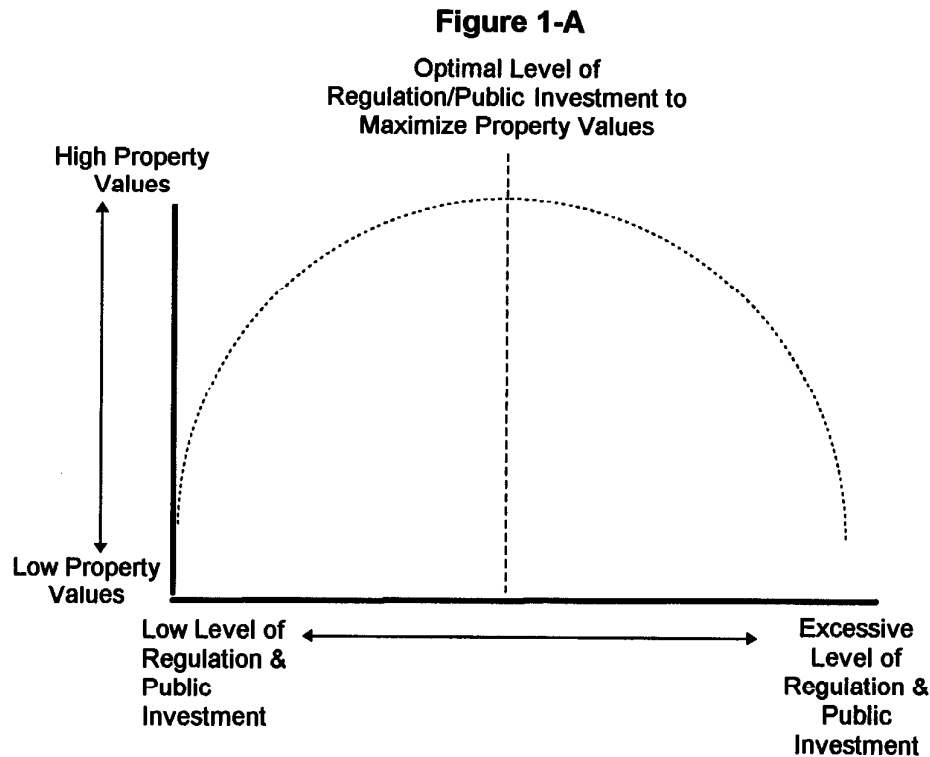 Figure 1-A
Optimal Level of
Regulation/Public Investment to
Maximize Property Values
High Property
Values
Low Property
Values
Low Level of
Regulation &
Public
Investment
Excessive
Level of
Regulation &
Public
Investment